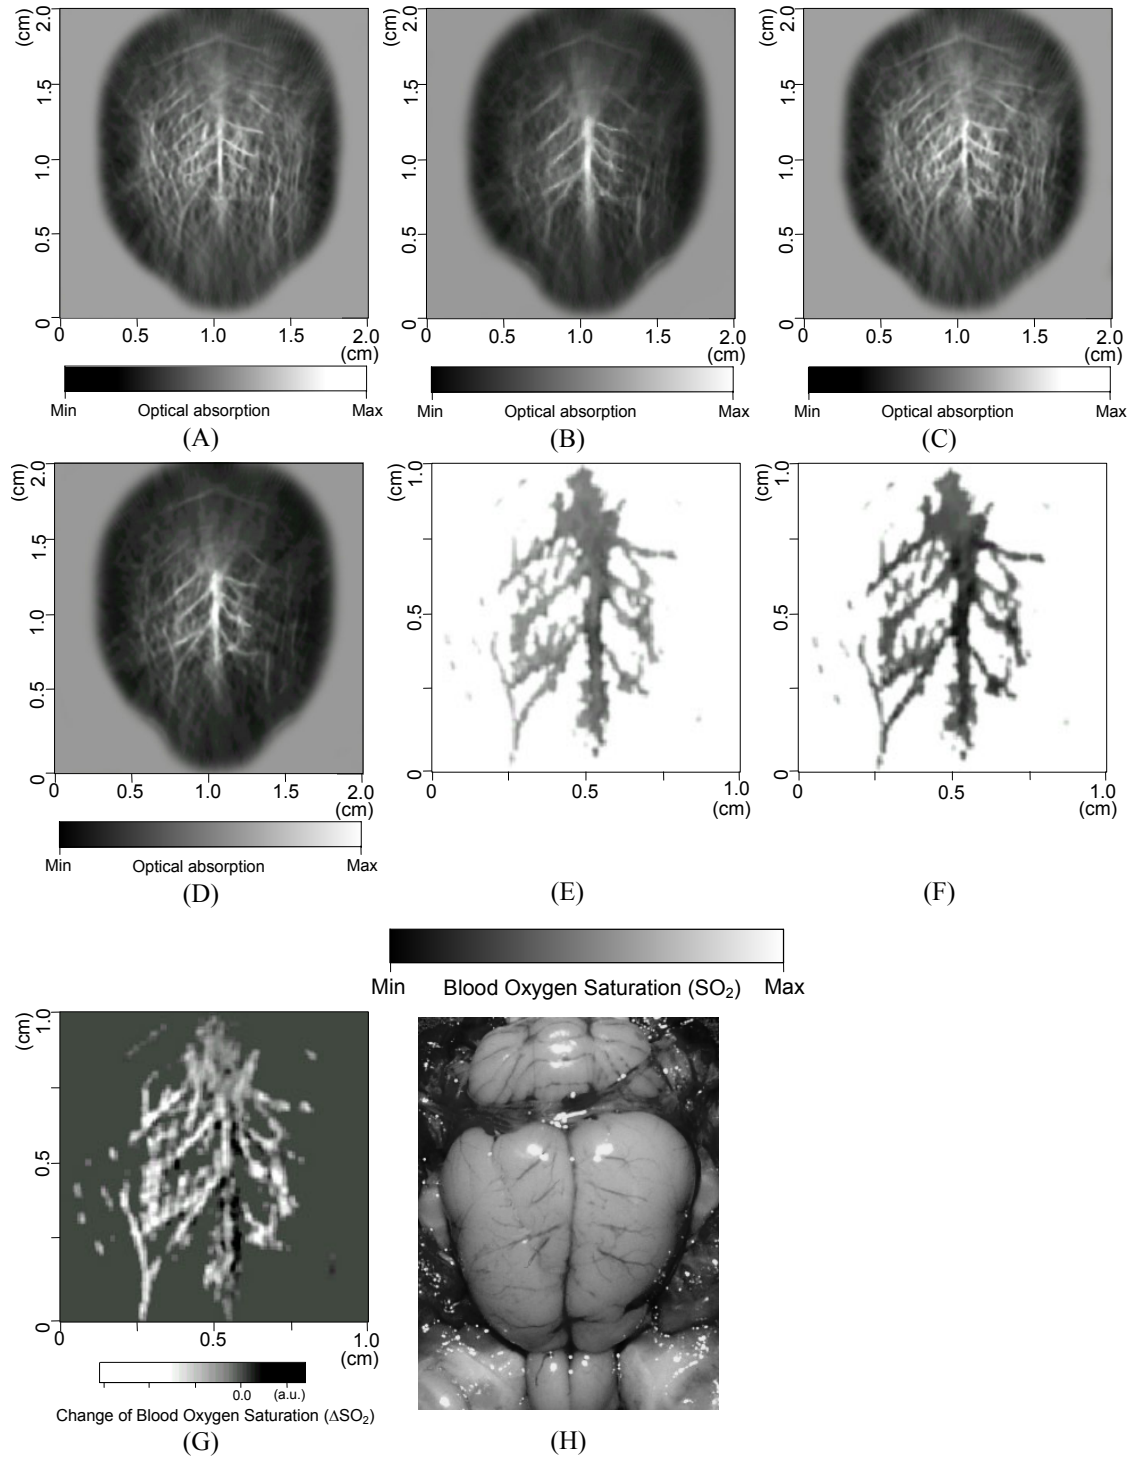 (cm) 2.0 1.5 1.0 0.5 0
0 0.5 1.0 1.5 2.0
(cm)
Min Optical absorption Max
(A)
(cm) 2.0 1.5 1.0 0.5 0
0 0.5 1.0 1.5 2.0
(cm)
Min Optical absorption Max
(B)
(cm) 2.0 1.5 1.0 0.5 0
0 0.5 1.0 1.5 2.0
(cm)
Min Optical absorption Max
(C)
(cm) 2.0 1.5 1.0 0.5 0
0 0.5 1.0 1.5 2.0
(cm)
Min Optical absorption Max
(D)
(cm) 1.0 0.5 0
0 0.5 1.0
(cm)
(E)
(cm) 1.0 0.5 0
0 0.5 1.0
(cm)
(F)
Min Blood Oxygen Saturation (SO₂) Max
(cm) 1.0 0.5 0
0 0.5 1.0
(cm)
0.0 (a.u.)
Change of Blood Oxygen Saturation (ΔSO₂)
(G)
(H)